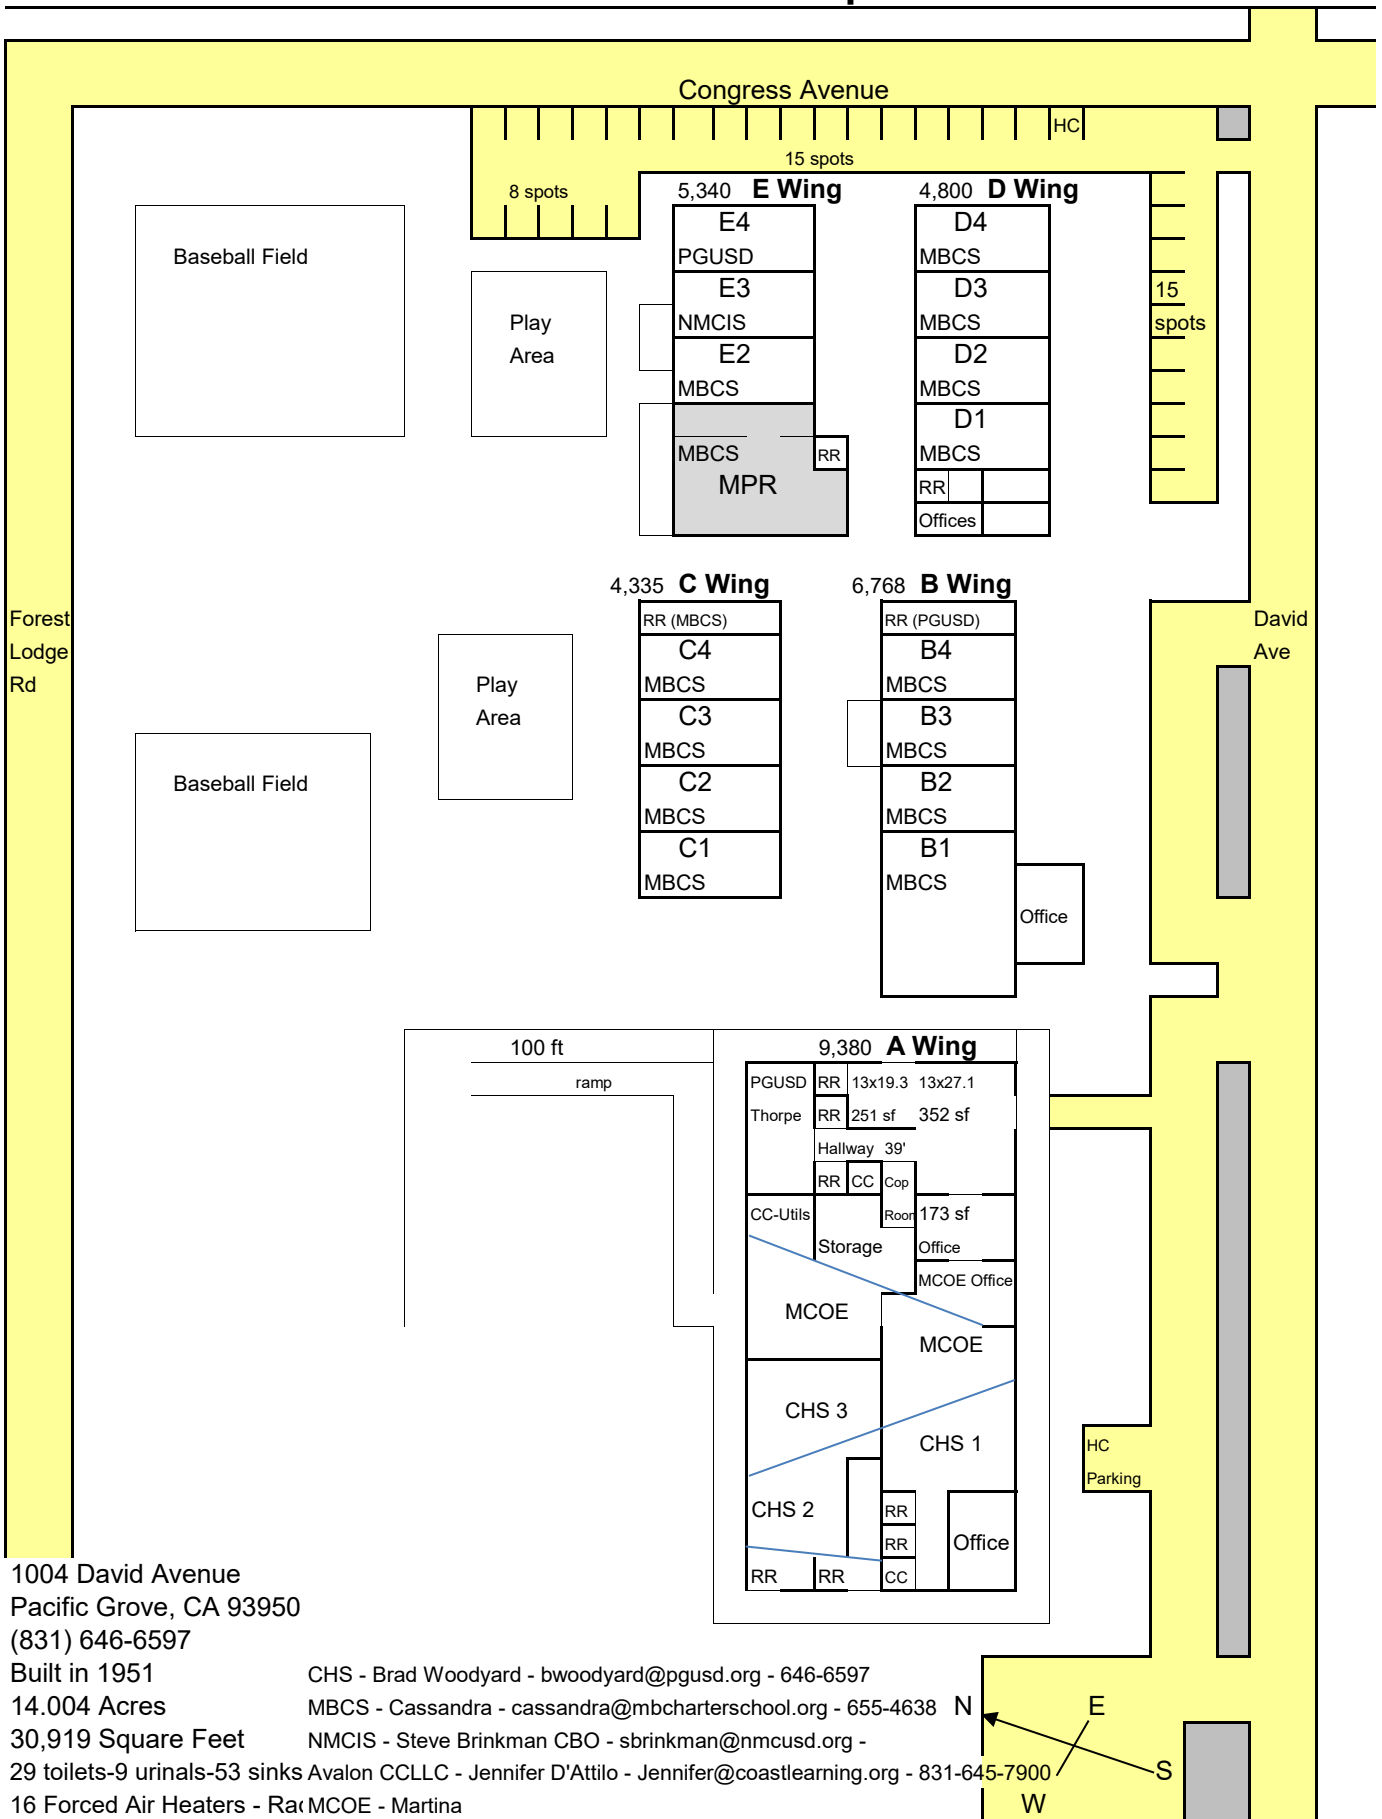 Congress Avenue
HC
15 spots
8 spots
5,340 E Wing
4,800 D Wing
E4
PGUSD
E3
NMCIS
E2
MBCS
MBCS
RR
MPR
D4
MBCS
D3
MBCS
D2
MBCS
D1
MBCS
RR
Offices
15
spots
Baseball Field
Play
Area
4,335 C Wing
6,768 B Wing
RR (MBCS)
C4
MBCS
C3
MBCS
C2
MBCS
C1
MBCS
RR (PGUSD)
B4
MBCS
B3
MBCS
B2
MBCS
B1
MBCS
Office
Forest
Lodge
Rd
David
Ave
Play
Area
Baseball Field
100 ft
ramp
9,380 A Wing
PGUSD RR 13x19.3 13x27.1
Thorpe RR 251 sf 352 sf
Hallway 39'
RR CC Cop
CC-Utils Room 173 sf
Storage Office
MCOE Office
MCOE
MCOE
CHS 3
CHS 1
HC
Parking
CHS 2
RR
RR Office
RR RR CC
1004 David Avenue
Pacific Grove, CA 93950
(831) 646-6597
Built in 1951
14.004 Acres
30,919 Square Feet
29 toilets-9 urinals-53 sinks
16 Forced Air Heaters -
CHS - Brad Woodyard - bwoodyard@pgusd.org - 646-6597
MBCS - Cassandra - cassandra@mbcharterschool.org - 655-4638
NMCIS - Steve Brinkman CBO - sbrinkman@nmcusd.org -
Avalon CCLLC - Jennifer D'Attilo - Jennifer@coastlearning.org - 831-645-7900
MCOE - Martina
N
E
S
W